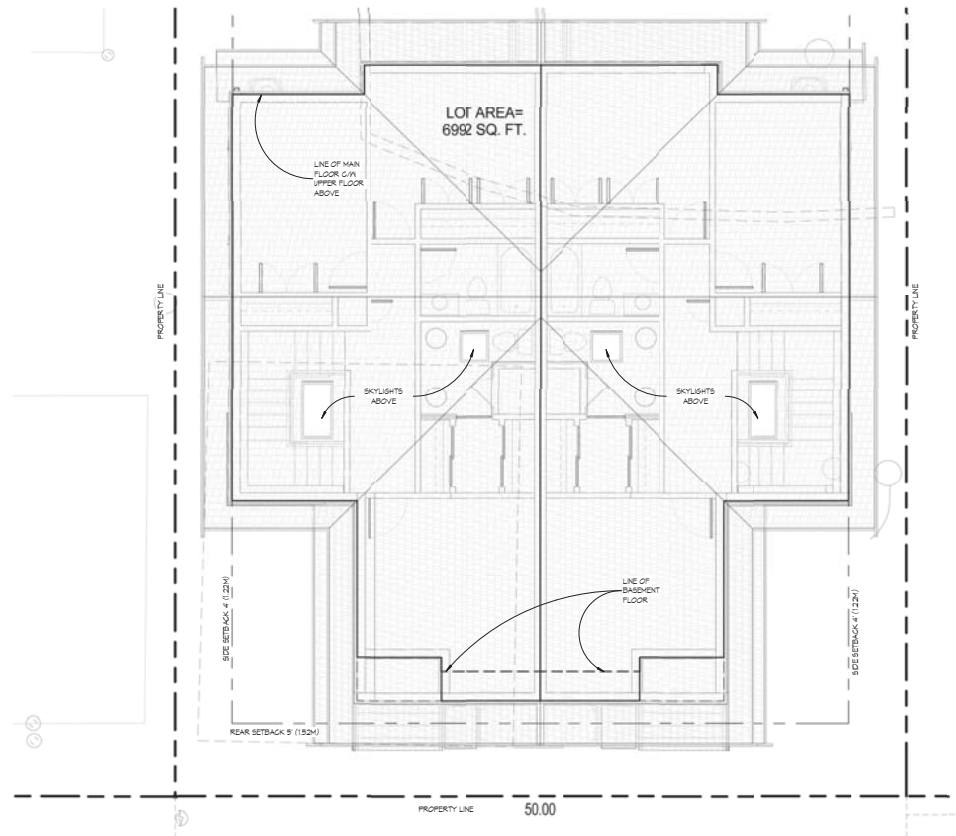 LOT AREA=
6992 SQ. FT.
LINE OF MAIN
FLOOR C/W
UPPER FLOOR
ABOVE
PROPERTY LINE
PROPERTY LINE
SKYLIGHTS
ABOVE
SKYLIGHTS
ABOVE
LINE OF
BASEMENT
FLOOR
SIDE SETBACK 4' (1.22M)
SIDE SETBACK 4' (1.22M)
REAR SETBACK 5' (1.52M)
PROPERTY LINE
50.00